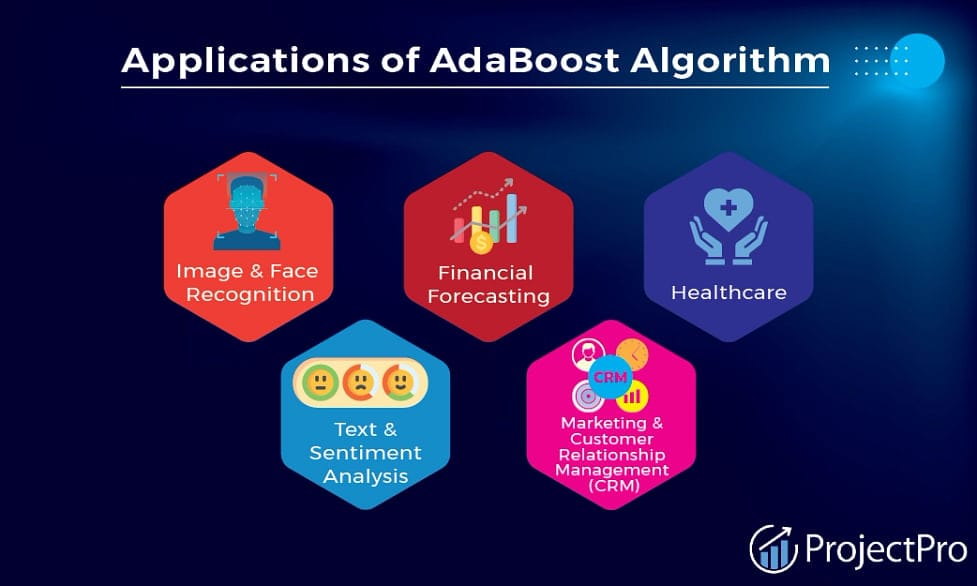 Applications of AdaBoost Algorithm
Image & Face
Recognition
Financial
Forecasting
Healthcare
Text &
Sentiment
Analysis
CRM
Marketing &
Customer
Relationship
Management
(CRM)
$
ProjectPro